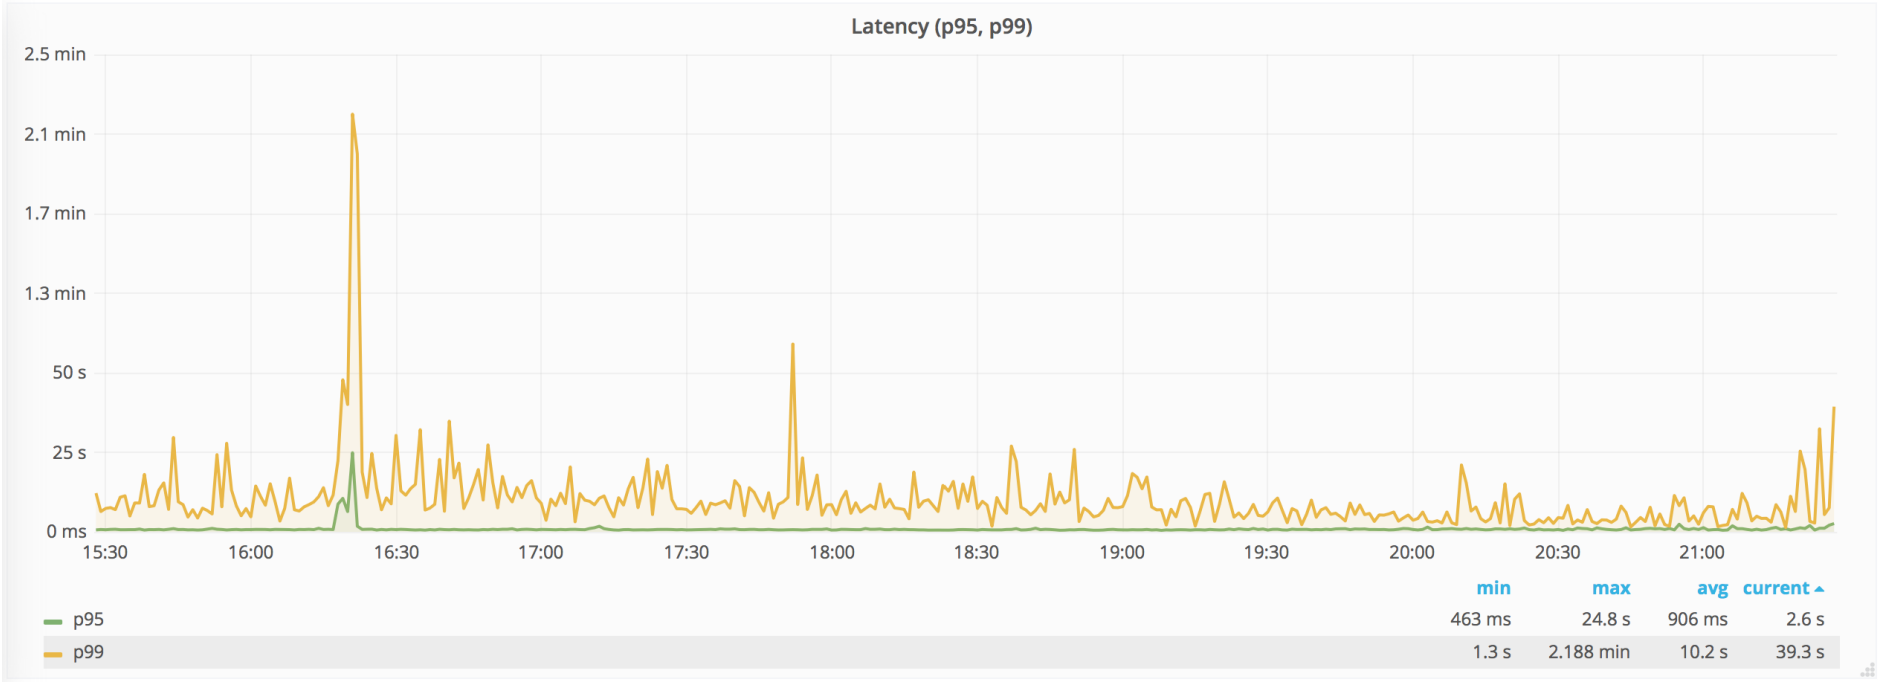 Latency (p95, p99)
2.5 min
2.1 min
1.7 min
1.3 min
50 s
25 s
0 ms
15:30 16:00 16:30 17:00 17:30 18:00 18:30 19:00 19:30 20:00 20:30 21:00
min max avg current
p95 463 ms 24.8 s 906 ms 2.6 s
p99 1.3 s 2.188 min 10.2 s 39.3 s